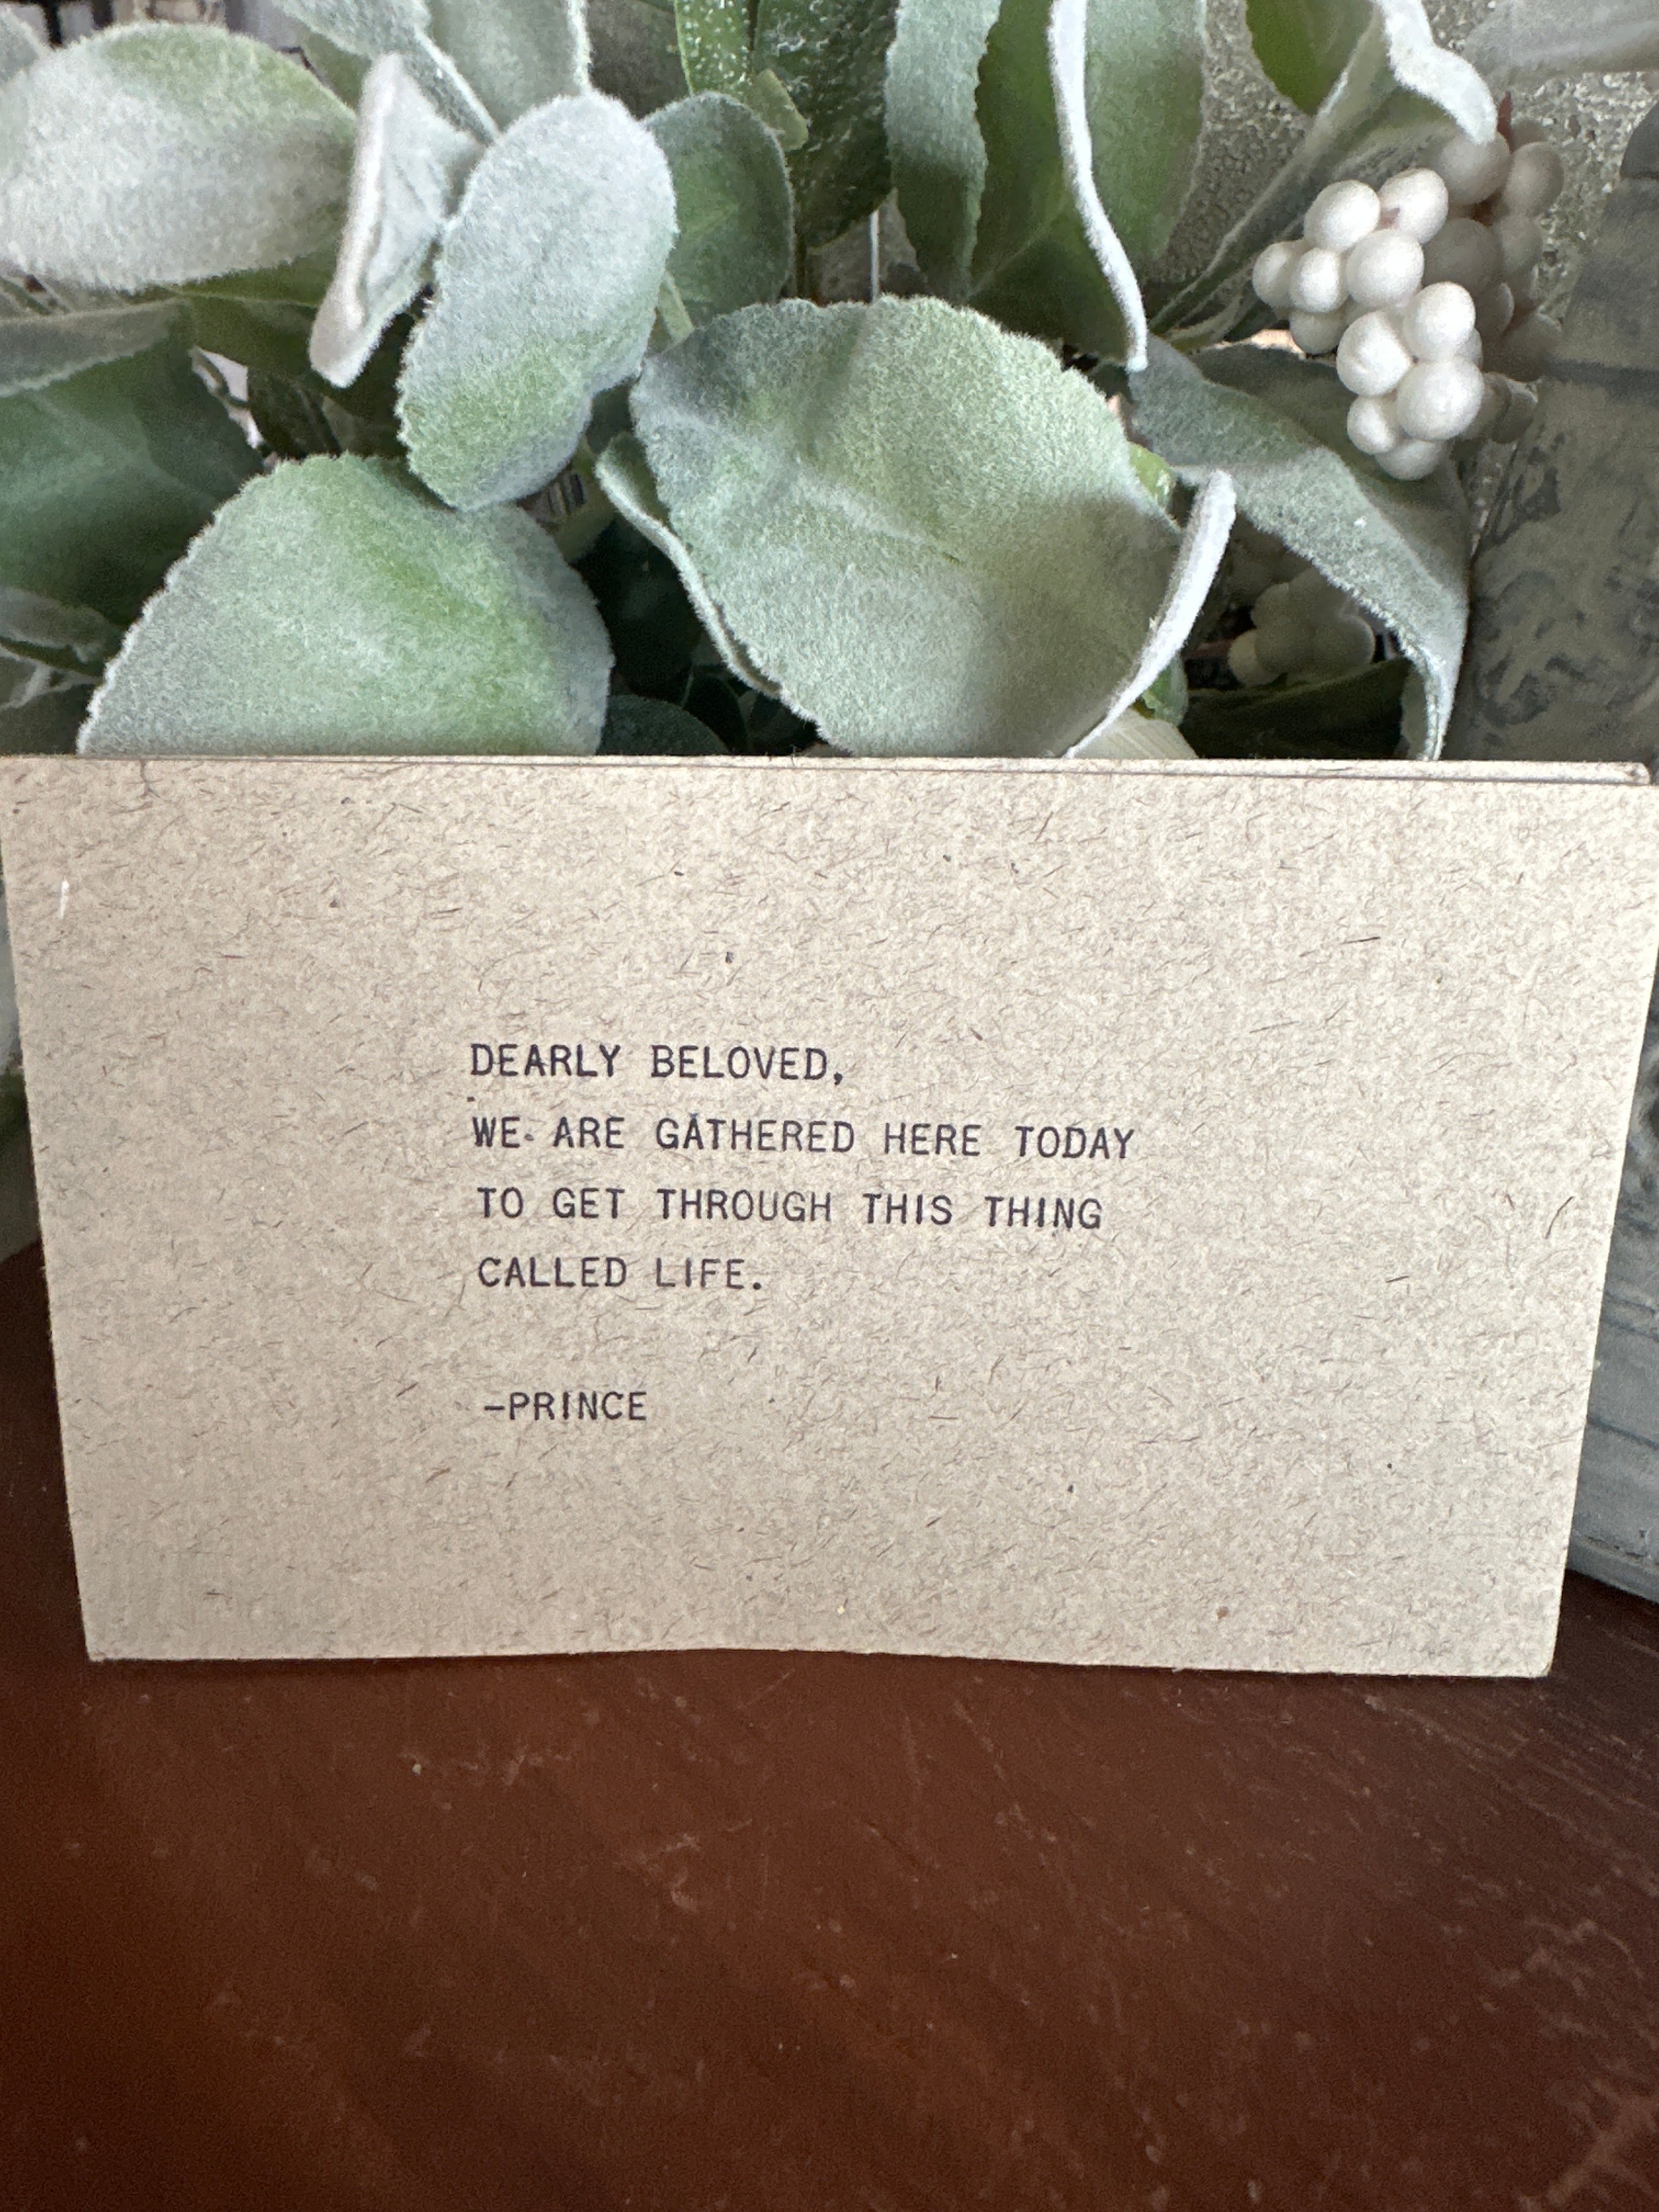 DEARLY BELOVED,
WE ARE GATHERED HERE TODAY
TO GET THROUGH THIS THING
CALLED LIFE.
-PRINCE